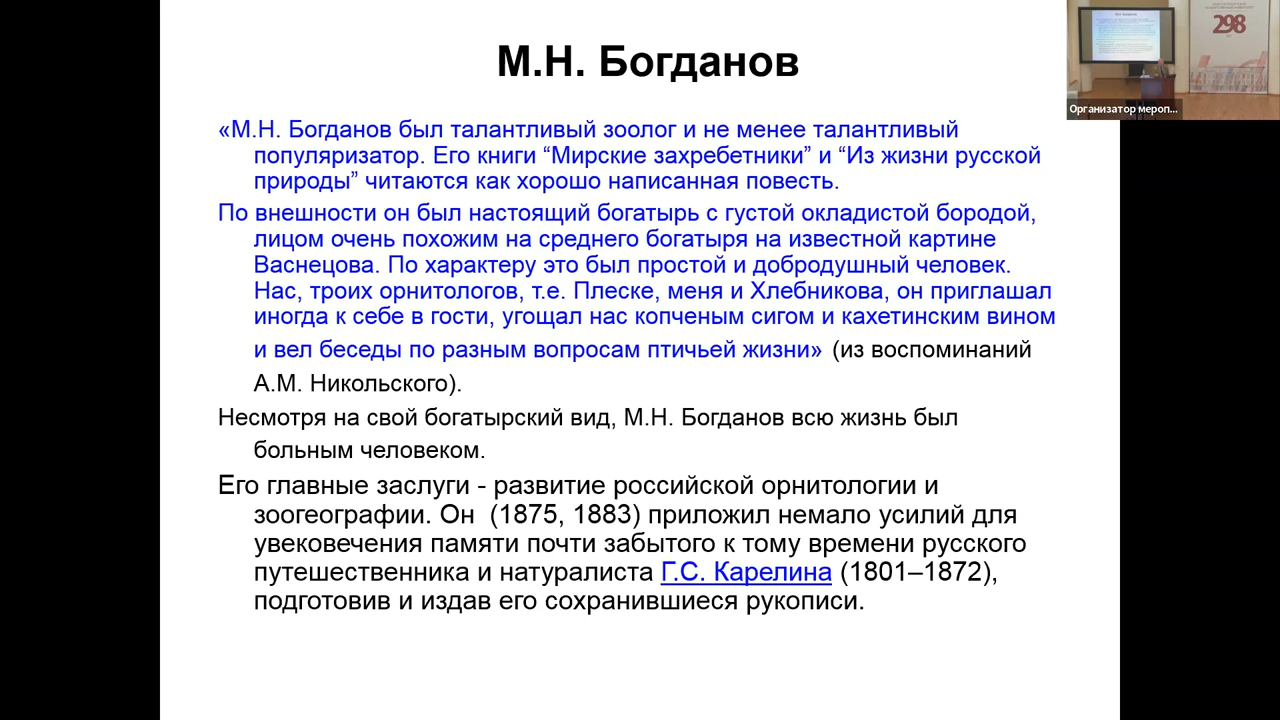 М.Н. Богданов
«М.Н. Богданов был талантливый зоолог и не менее талантливый
популяризатор. Его книги “Мирские захребетники” и “Из жизни русской
природы” читаются как хорошо написанная повесть.
По внешности он был настоящий богатырь с густой окладистой бородой,
лицом очень похожим на среднего богатыря на известной картине
Васнецова. По характеру это был простой и добродушный человек.
Нас, троих орнитологов, т.е. Плеске, меня и Хлебникова, он приглашал
иногда к себе в гости, угощал нас копченым сигом и кахетинским вином
и вел беседы по разным вопросам птичьей жизни» (из воспоминаний
А.М. Никольского).
Несмотря на свой богатырский вид, М.Н. Богданов всю жизнь был
больным человеком.
Его главные заслуги - развитие российской орнитологии и
зоогеографии. Он (1875, 1883) приложил немало усилий для
увековечения памяти почти забытого к тому времени русского
путешественника и натуралиста Г.С. Карелина (1801–1872),
подготовив и издав его сохранившиеся рукописи.
298
Организатор мероп...